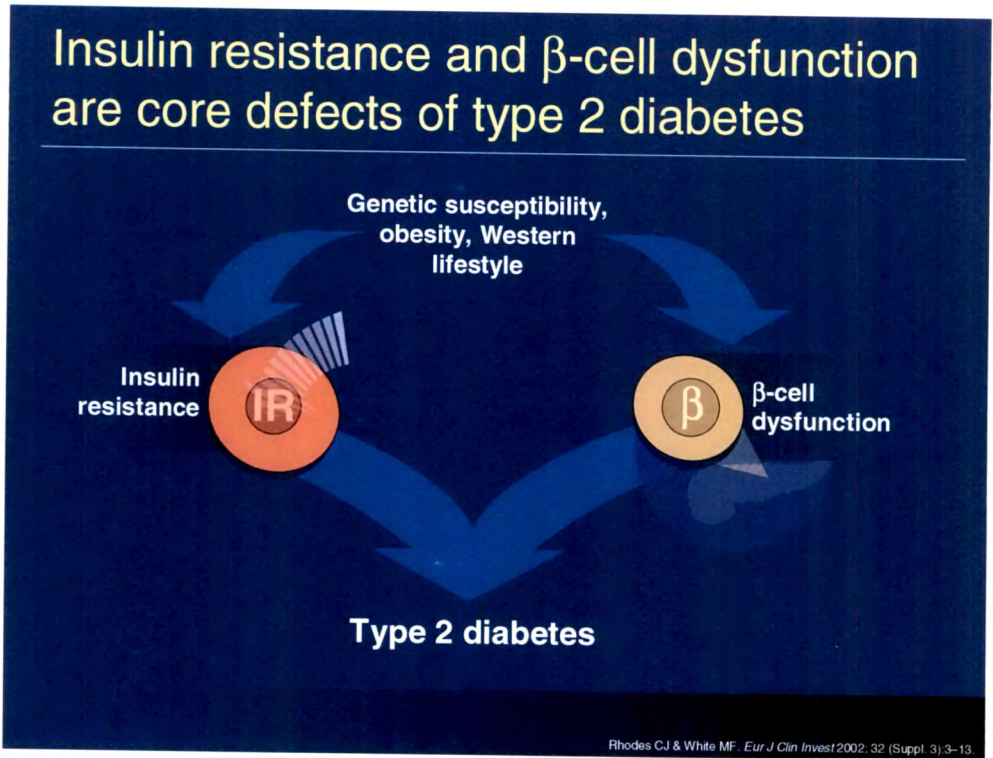 Insulin resistance and β-cell dysfunction
are core defects of type 2 diabetes
Genetic susceptibility,
obesity, Western
lifestyle
Insulin
resistance
IR
β
β-cell
dysfunction
Type 2 diabetes
Rhodes CJ & White MF. Eur J Clin Invest 2002; 32 (Suppl. 3):3–13.